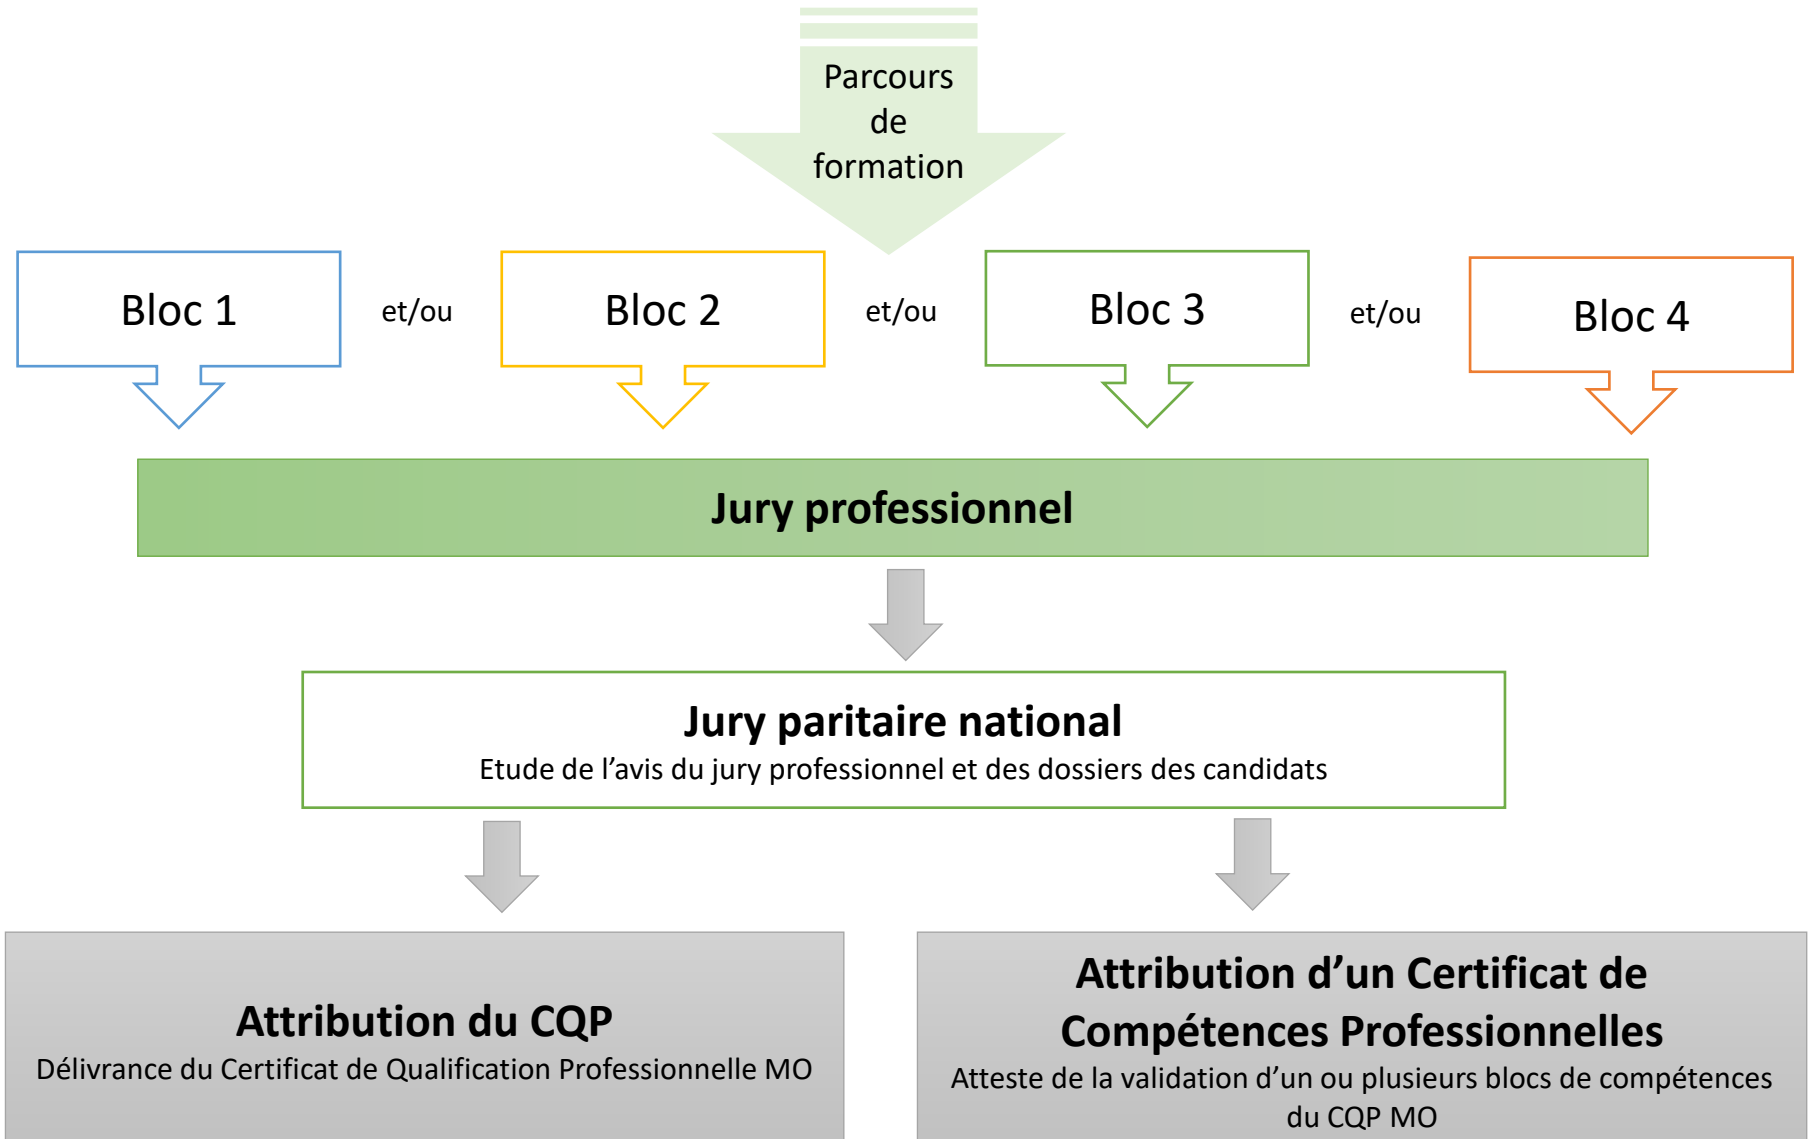 Parcours
de
formation
Bloc 1
et/ou
Bloc 2
et/ou
Bloc 3
et/ou
Bloc 4
Jury professionnel
Jury paritaire national
Etude de l’avis du jury professionnel et des dossiers des candidats
Attribution du CQP
Délivrance du Certificat de Qualification Professionnelle MO
Attribution d’un Certificat de
Compétences Professionnelles
Atteste de la validation d’un ou plusieurs blocs de compétences
du CQP MO